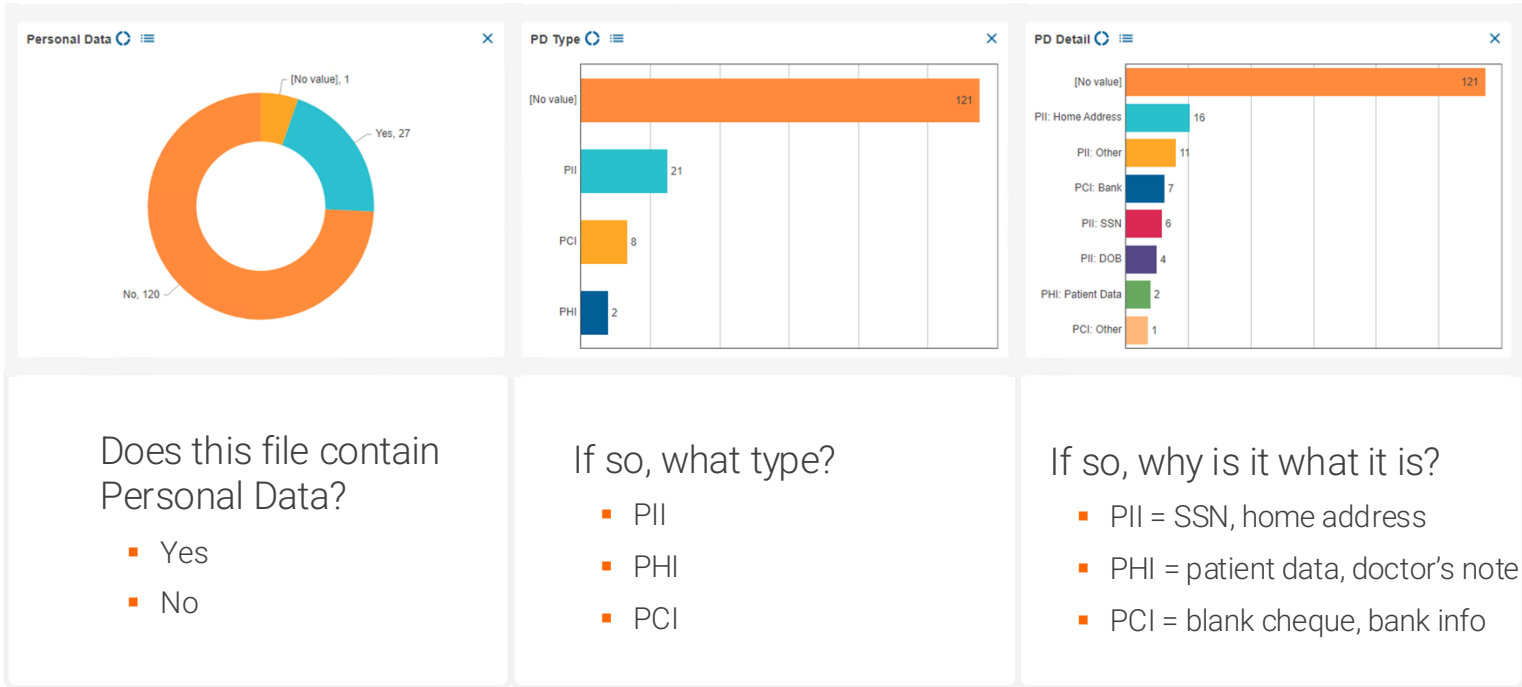 Personal Data
[No value], 1
Yes, 27
No, 120
PD Type
[No value]
121
PII
21
PCI
8
PHI
2
PD Detail
[No value]
121
PII: Home Address
16
PII: Other
11
PCI: Bank
7
PII: SSN
6
PII: DOB
4
PHI: Patient Data
2
PCI: Other
1
Does this file contain
Personal Data?
Yes
No
If so, what type?
PII
PHI
PCI
If so, why is it what it is?
PII = SSN, home address
PHI = patient data, doctor's note
PCI = blank cheque, bank info